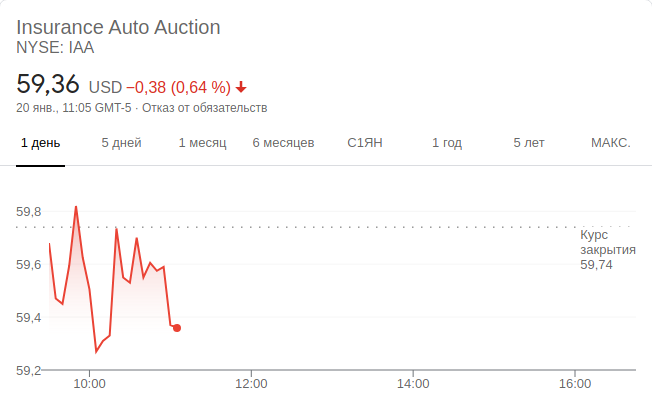 Insurance Auto Auction
NYSE: IAA
59,36 USD −0,38 (0,64 %)
20 янв., 11:05 GMT-5 · Отказ от обязательств
1 день 5 дней 1 месяц 6 месяцев С1ЯН 1 год 5 лет МАКС.
59,8
Курс
закрытия
59,74
59,6
59,4
59,2
10:00 12:00 14:00 16:00